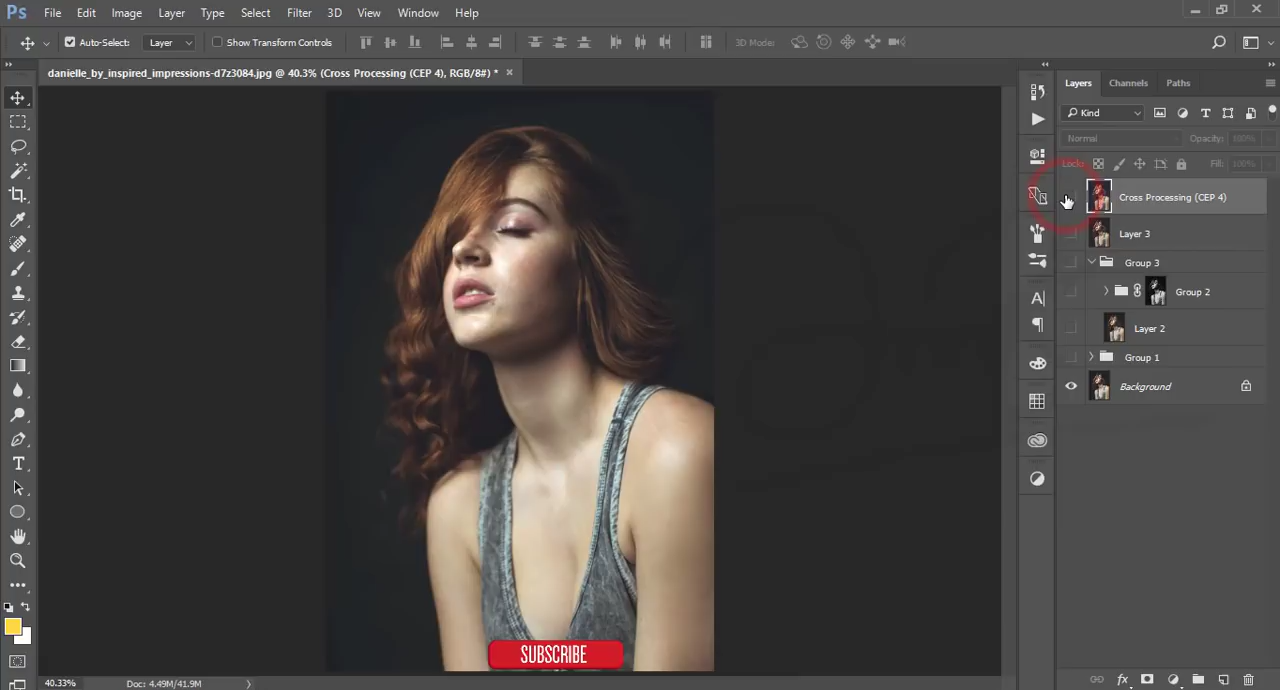 Ps File Edit Image Layer Type Select Filter 3D View Window Help
Auto-Select: Layer Show Transform Controls 3D Mode:
danielle_by_inspired_impressions-d7z3084.jpg @ 40.3% (Cross Processing (CEP 4), RGB/8#) * ×
Layers Channels Paths
Kind
Normal Opacity: 100%
Lock: Fill: 100%
Cross Processing (CEP 4)
Layer 3
Group 3
Group 2
Layer 2
Group 1
Background
SUBSCRIBE
40.33% Doc: 4.49M/41.9M